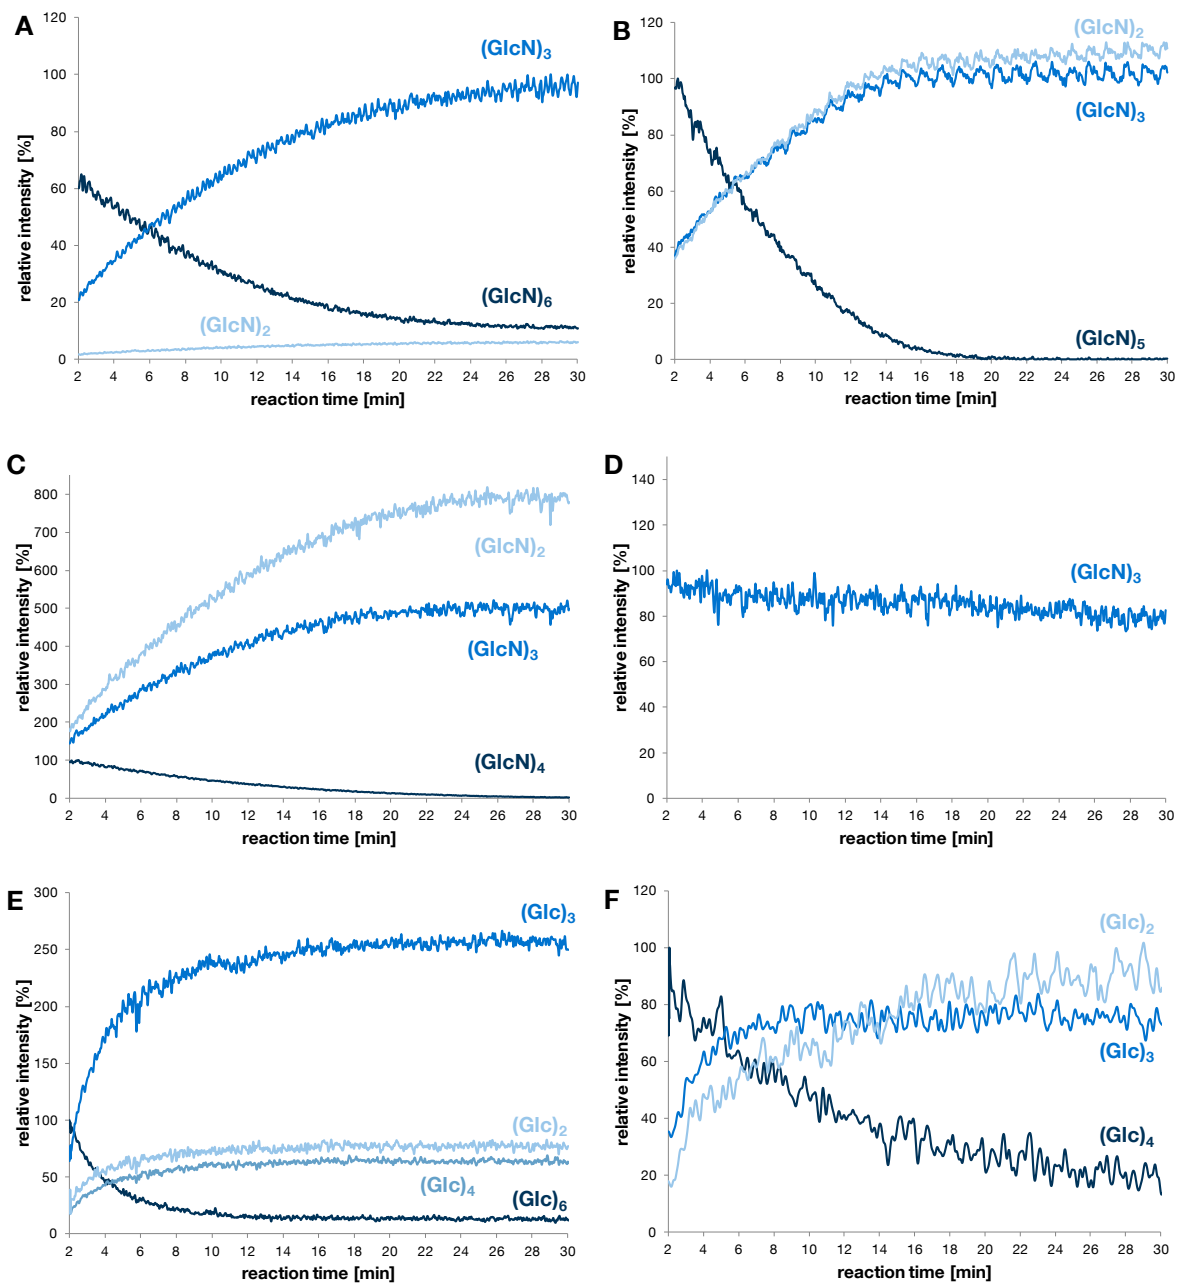 A
120
100
80
60
40
20
0
relative intensity [%]
(GlcN)3
(GlcN)6
(GlcN)2
2 4 6 8 10 12 14 16 18 20 22 24 26 28 30
reaction time [min]
B
120
100
80
60
40
20
0
relative intensity [%]
(GlcN)2
(GlcN)3
(GlcN)5
2 4 6 8 10 12 14 16 18 20 22 24 26 28 30
reaction time [min]
C
800
700
600
500
400
300
200
100
0
relative intensity [%]
(GlcN)2
(GlcN)3
(GlcN)4
2 4 6 8 10 12 14 16 18 20 22 24 26 28 30
reaction time [min]
D
140
120
100
80
60
40
20
0
relative intensity [%]
(GlcN)3
2 4 6 8 10 12 14 16 18 20 22 24 26 28 30
reaction time [min]
E
300
250
200
150
100
50
0
relative intensity [%]
(Glc)3
(Glc)2
(Glc)4
(Glc)6
2 4 6 8 10 12 14 16 18 20 22 24 26 28 30
reaction time [min]
F
120
100
80
60
40
20
0
relative intensity [%]
(Glc)2
(Glc)3
(Glc)4
2 4 6 8 10 12 14 16 18 20 22 24 26 28 30
reaction time [min]